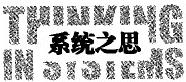 THINKING
系统之思
IN SYSTEMS